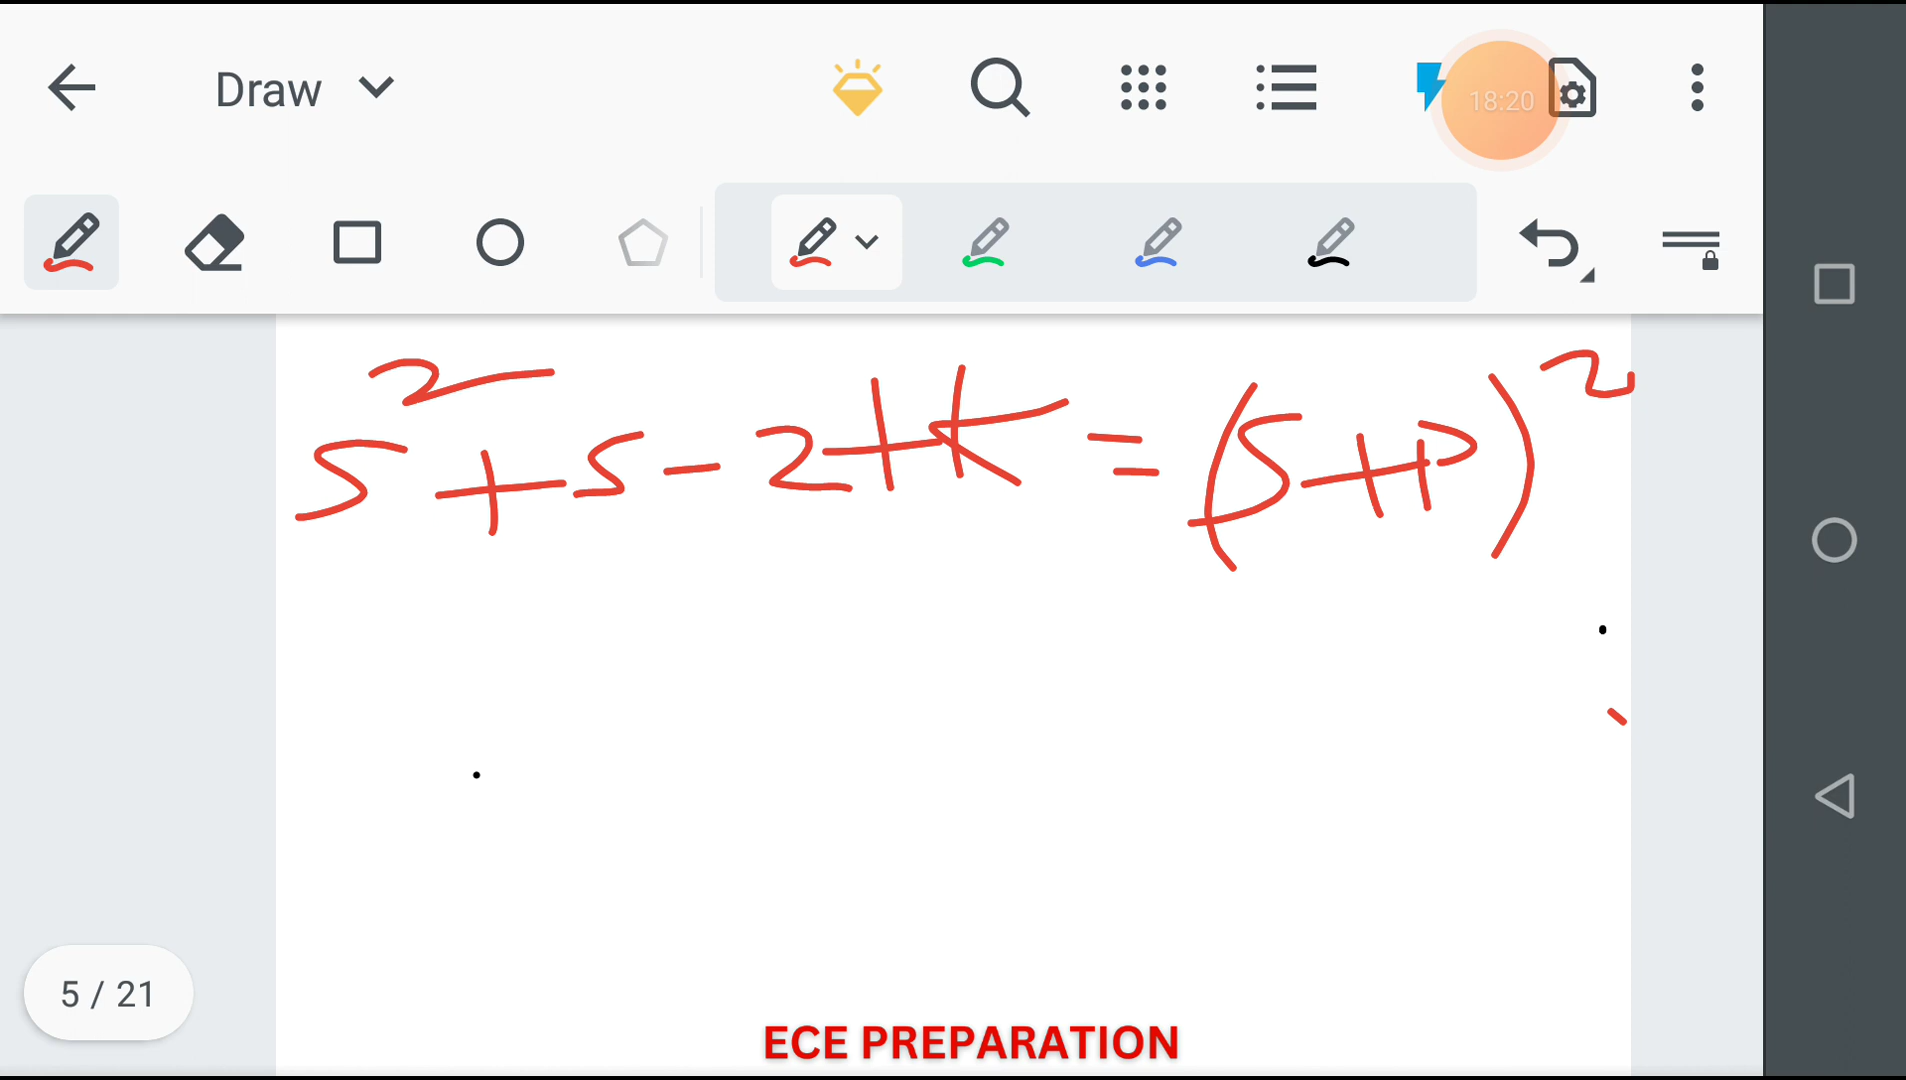 Draw
18:20
s² + s - 2 + k = (s + p)²
5 / 21
ECE PREPARATION